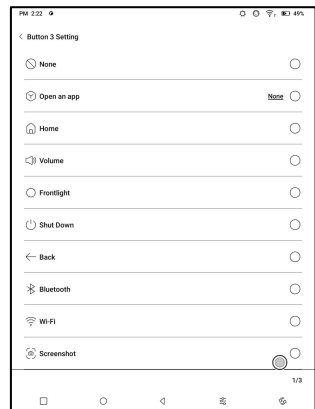 PM 2:22 49%
Button 3 Setting
None
Open an app None
Home
Volume
Frontlight
Shut Down
Back
Bluetooth
Wi-Fi
Screenshot
1/3